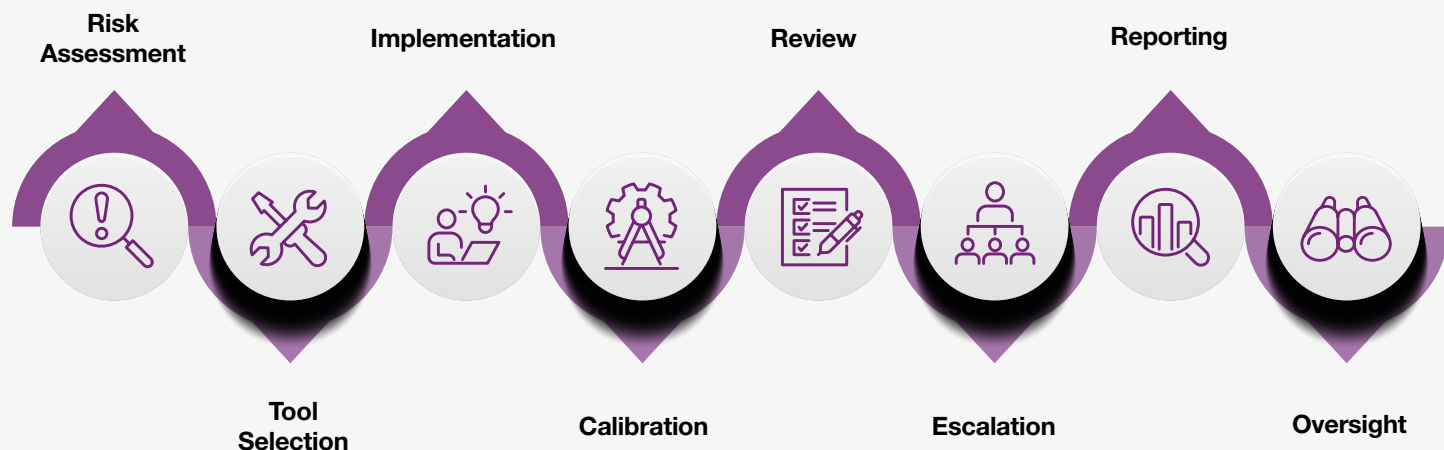 Risk
Assessment
Tool
Selection
Implementation
Calibration
Review
Escalation
Reporting
Oversight